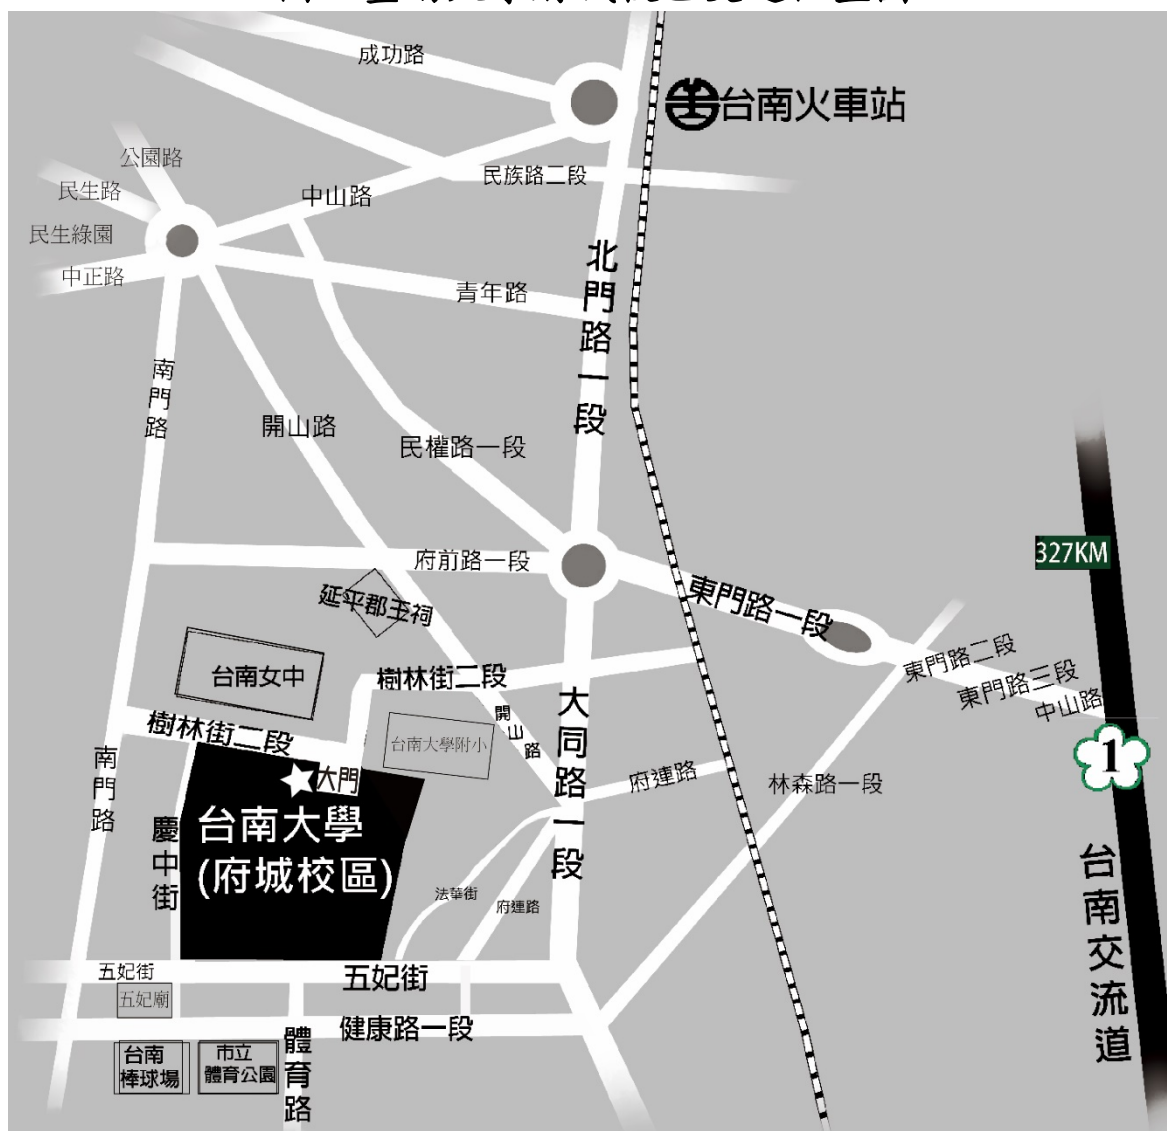 成功路
台南火車站
公園路
民族路二段
民生路
中山路
民生綠園
中正路
青年路
北門路一段
南門路
開山路
民權路一段
327KM
府前路一段
延平郡王祠
東門路一段
東門路二段
東門路三段
中山路
台南女中
樹林街二段
樹林街二段
大同路一段
開山路
台南大學附小
1
南門路
大門
府連路
林森路一段
慶中街
台南大學
(府城校區)
法華街
府連路
台南交流道
五妃街
五妃街
五妃廟
健康路一段
體育路
台南
棒球場
市立
體育公園